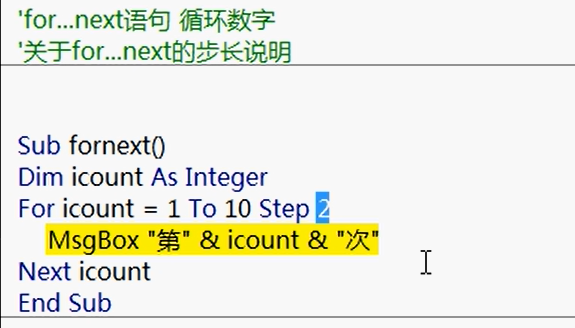 'for...next语句 循环数字
'关于for...next的步长说明
Sub fornext()
Dim icount As Integer
For icount = 1 To 10 Step 2
MsgBox "第" & icount & "次"
Next icount
End Sub